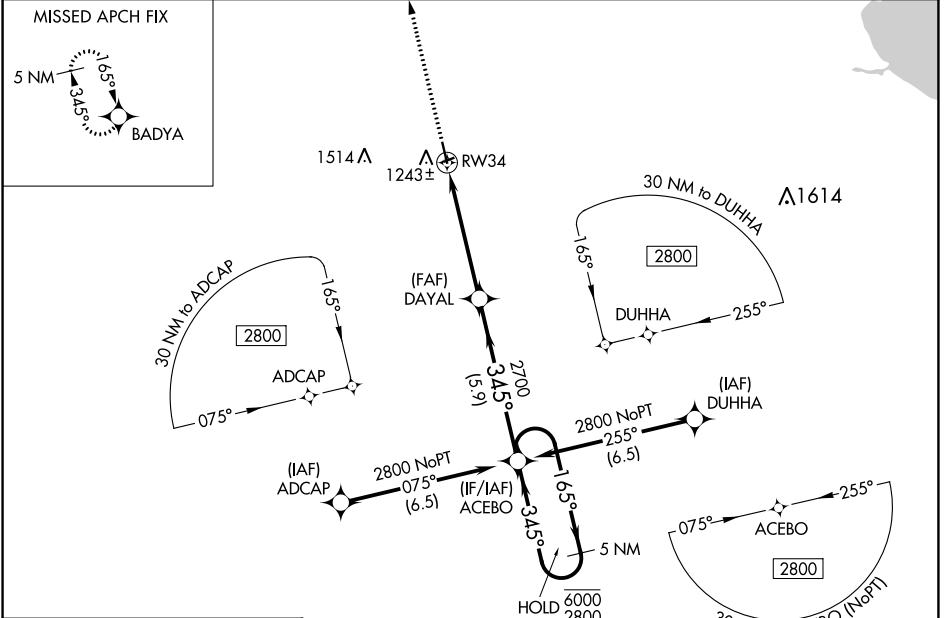 MISSED APCH FIX
5 NM
165°
345°
BADYA
1514
1243±
RW34
30 NM to DUHHA
1614
165°
2800
DUHHA
255°
30 NM to ADCAP
165°
2800
ADCAP
075°
(FAF)
DAYAL
2700
345°
(5.9)
(IAF)
DUHHA
2800 NoPT
255°
(6.5)
(IAF)
ADCAP
2800 NoPT
075°
(6.5)
(IF/IAF)
ACEBO
165°
345°
5 NM
HOLD
6000
2800
075°
255°
ACEBO
2800
(NoPT)